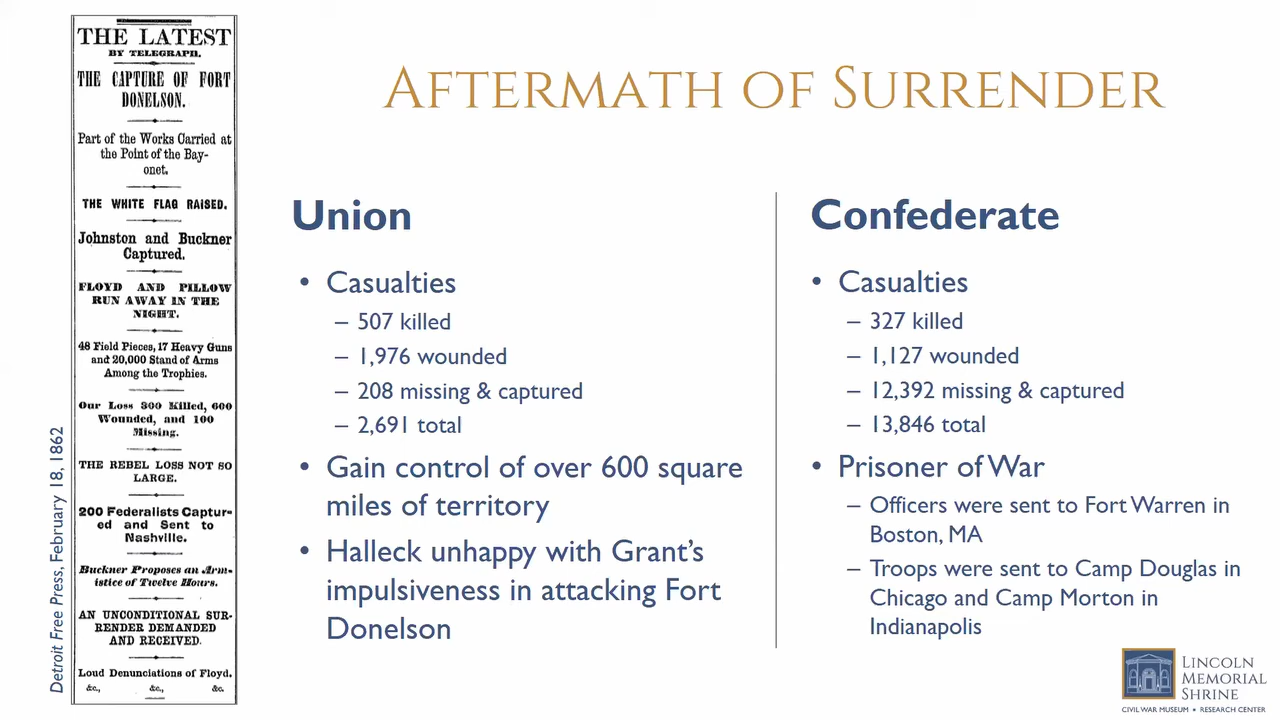 THE LATEST
BY TELEGRAPH.
THE CAPTURE OF FORT
DONELSON.
Part of the Works Carried at
the Point of the Bay-
onet.
THE WHITE FLAG RAISED.
Johnston and Buckner
Captured.
FLOYD AND PILLOW
RUN AWAY IN THE
NIGHT.
48 Field Pieces, 17 Heavy Guns
and 20,000 Stand of Arms
Among the Trophies.
Our Loss 300 Killed, 600
Wounded, and 100
Missing.
THE REBEL LOSS NOT SO
LARGE.
200 Federalists Captur-
ed and Sent to
Nashville.
Buckner Proposes an Arm-
istice of Twelve Hours.
AN UNCONDITIONAL SUR-
RENDER DEMANDED
AND RECEIVED.
Loud Denunciations of Floyd.
&c., &c., &c.
Detroit Free Press, February 18, 1862
AFTERMATH OF SURRENDER
Union
• Casualties
– 507 killed
– 1,976 wounded
– 208 missing & captured
– 2,691 total
• Gain control of over 600 square
miles of territory
• Halleck unhappy with Grant's
impulsiveness in attacking Fort
Donelson
Confederate
• Casualties
– 327 killed
– 1,127 wounded
– 12,392 missing & captured
– 13,846 total
• Prisoner of War
– Officers were sent to Fort Warren in
Boston, MA
– Troops were sent to Camp Douglas in
Chicago and Camp Morton in
Indianapolis
LINCOLN
MEMORIAL
SHRINE
CIVIL WAR MUSEUM • RESEARCH CENTER